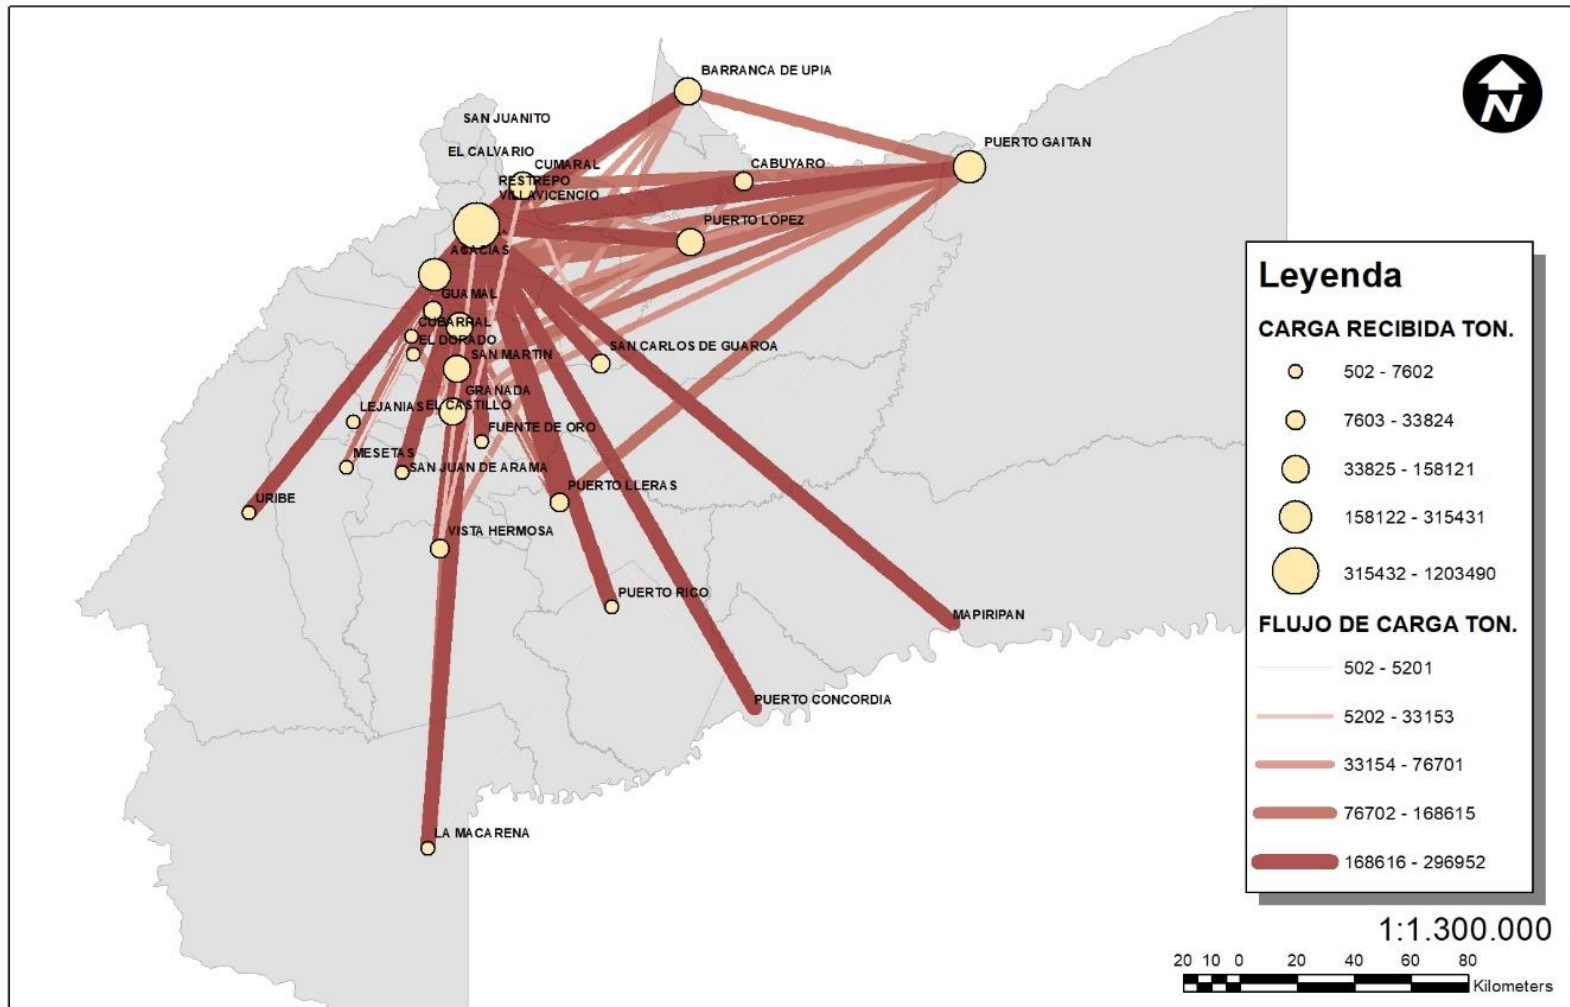 BARRANCA DE UPIA
SAN JUANITO
PUERTO GAITAN
EL CALVARIO
CUMARAL
CABUYARO
RESTREPO
VILLAVICENCIO
PUERTO LOPEZ
ACACIAS
GUAMAL
CUBARRAL
EL DORADO
SAN CARLOS DE GUAROA
SAN MARTIN
GRANADA
LEJANIAS
EL CASTILLO
FUENTE DE ORO
MESETAS
SAN JUAN DE ARAMA
PUERTO LLERAS
URIBE
VISTA HERMOSA
PUERTO RICO
MAPIRIPAN
PUERTO CONCORDIA
LA MACARENA
N
Leyenda
CARGA RECIBIDA TON.
502 - 7602
7603 - 33824
33825 - 158121
158122 - 315431
315432 - 1203490
FLUJO DE CARGA TON.
502 - 5201
5202 - 33153
33154 - 76701
76702 - 168615
168616 - 296952
1:1.300.000
20 10 0 20 40 60 80
Kilometers